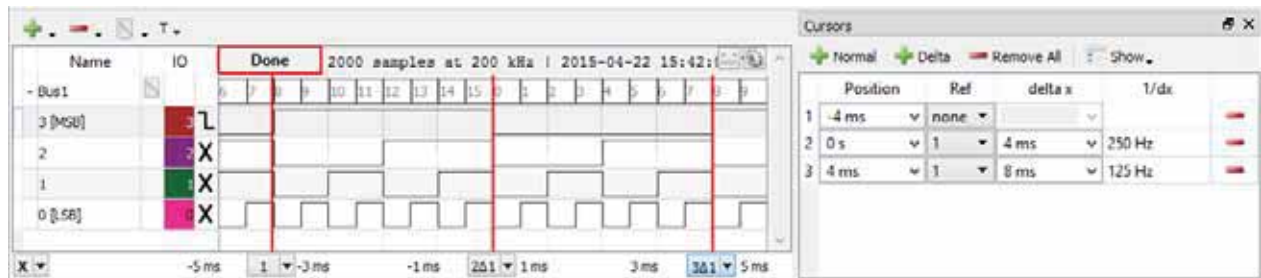 T
Cursors
Name IO Done 2000 samples at 200 kHz | 2015-04-22 15:42:
Normal Delta Remove All Show
- Bus1 6 7 8 9 10 11 12 13 14 15 0 1 2 3 4 5 6 7 8 9
Position Ref delta x 1/dx
3 [MSB] 3
1 -4 ms none
2 2 X
2 0 s 1 4 ms 250 Hz
1 1 X
3 4 ms 1 8 ms 125 Hz
0 [LSB] 0 X
X -5 ms 1 -3 ms -1 ms 2Δ1 1 ms 3 ms 3Δ1 5 ms